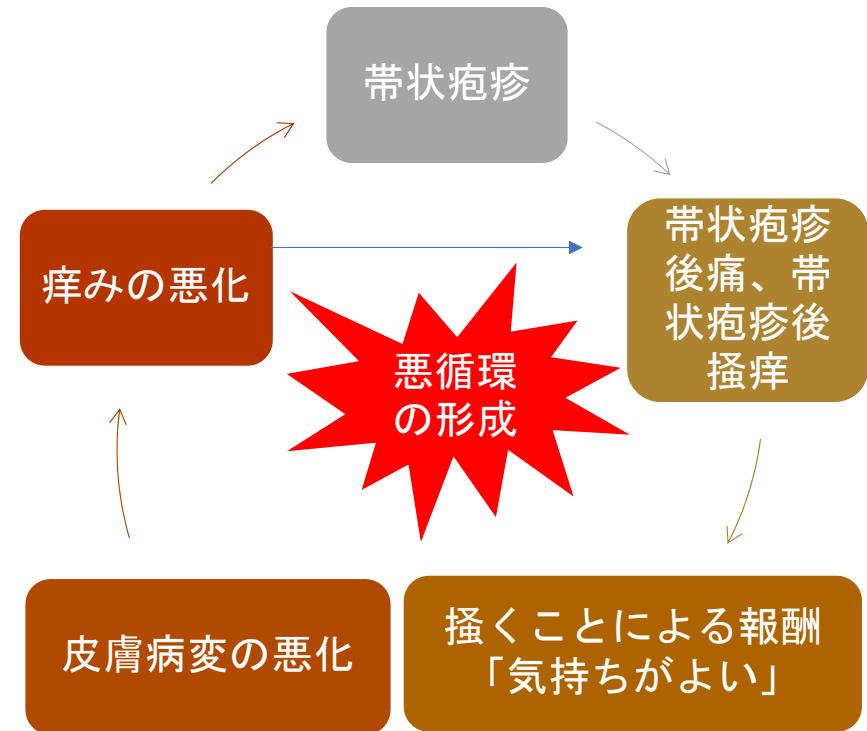 帯状疱疹
痒みの悪化
帯状疱疹
後痛、帯
状疱疹後
掻痒
悪循環
の形成
皮膚病変の悪化
掻くことによる報酬
「気持ちがよい」